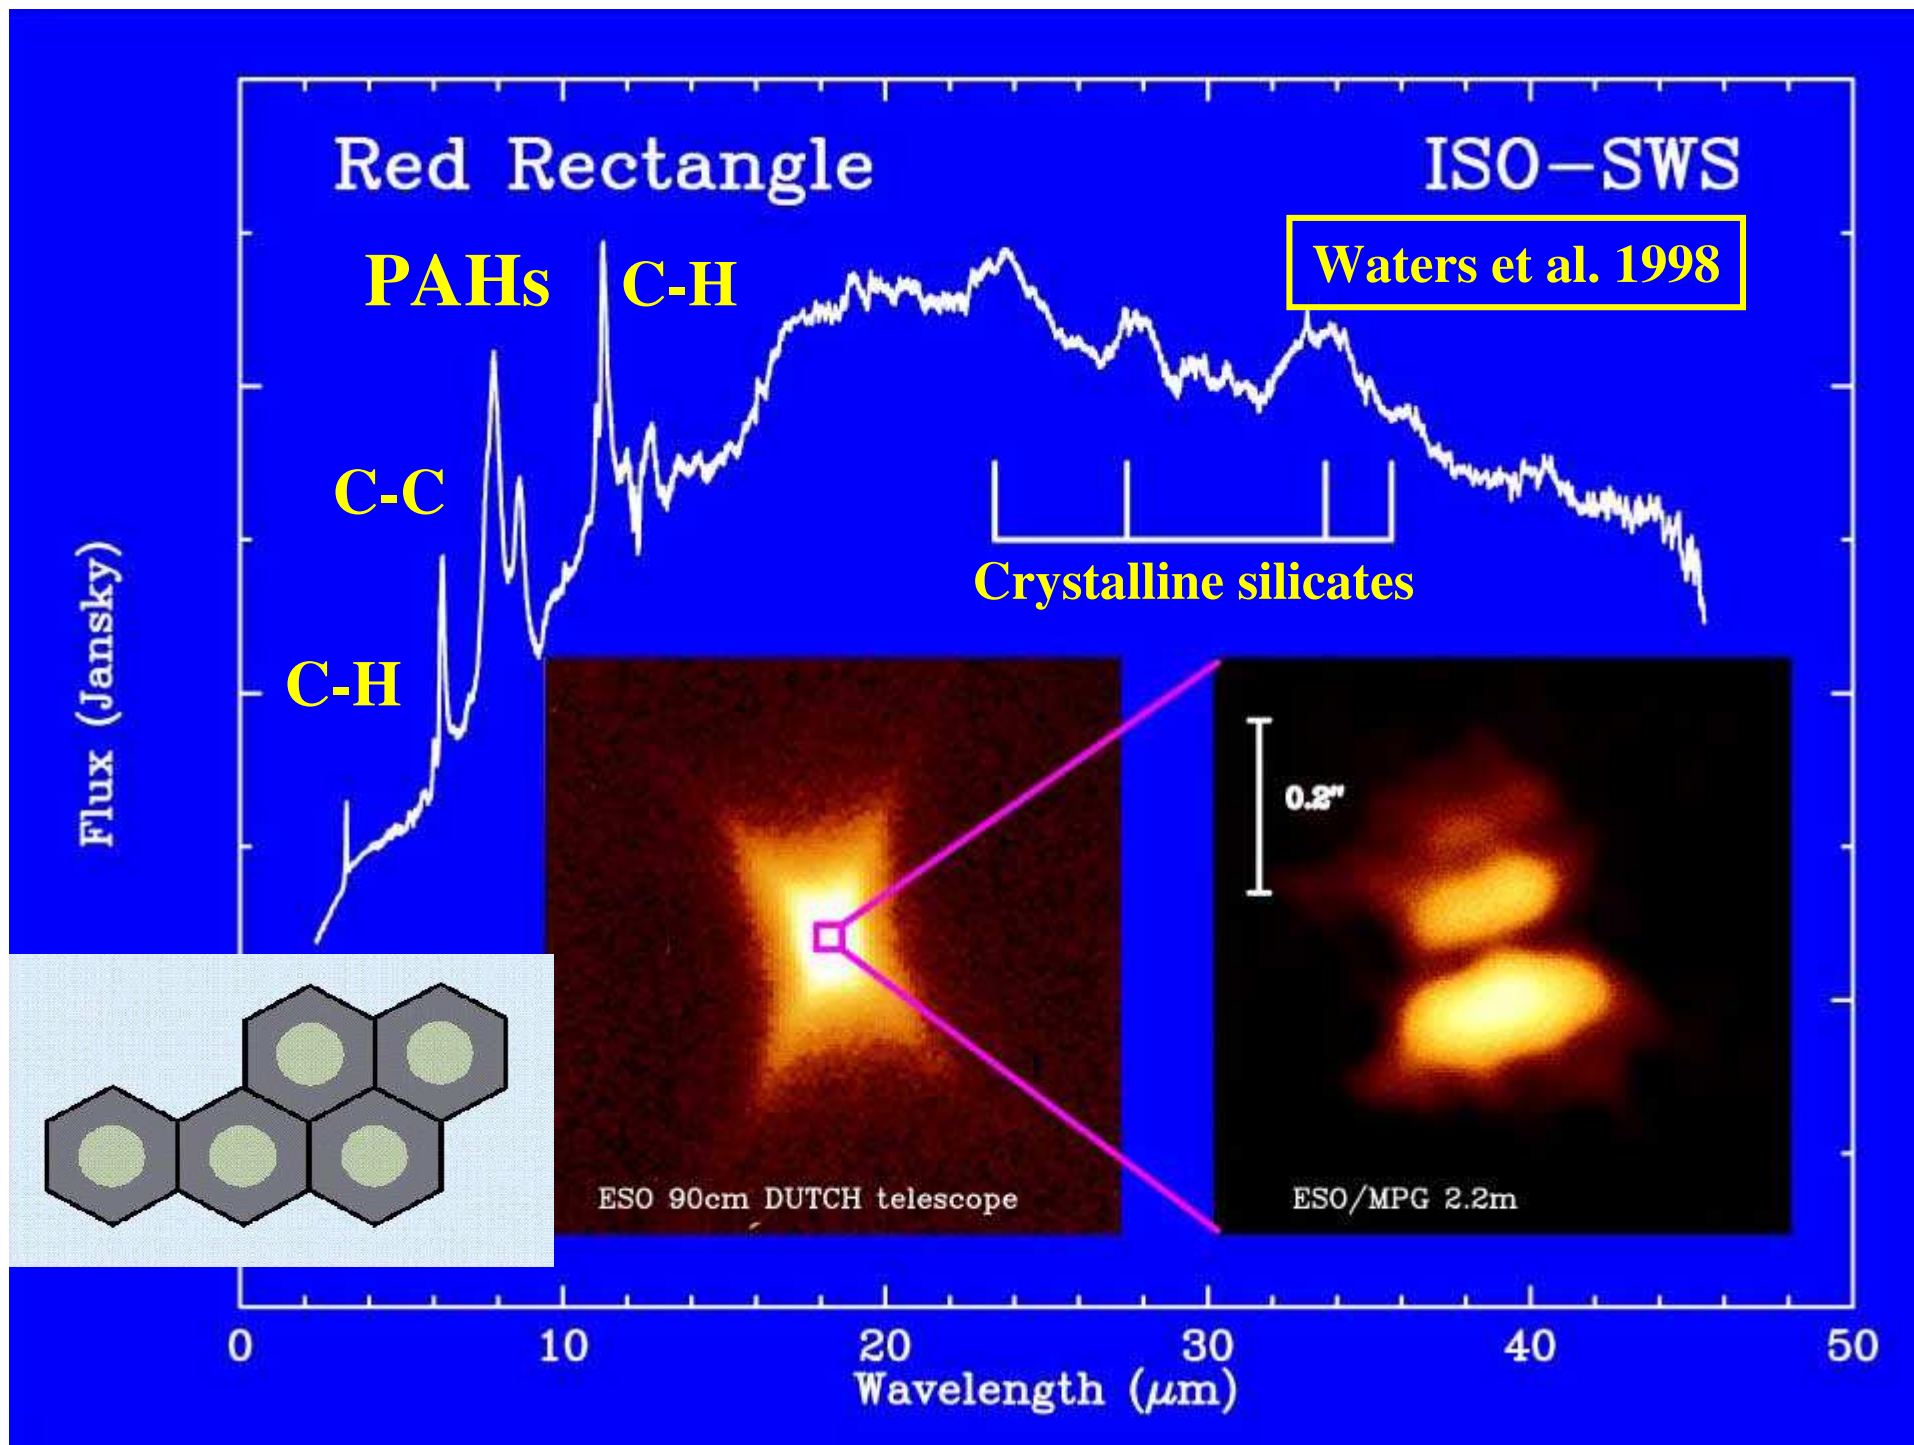 Red Rectangle
ISO-SWS
Waters et al. 1998
PAHs
C-H
C-C
C-H
Crystalline silicates
Flux (Jansky)
0.2"
ESO 90cm DUTCH telescope
ESO/MPG 2.2m
0 10 20 30 40 50
Wavelength (μm)